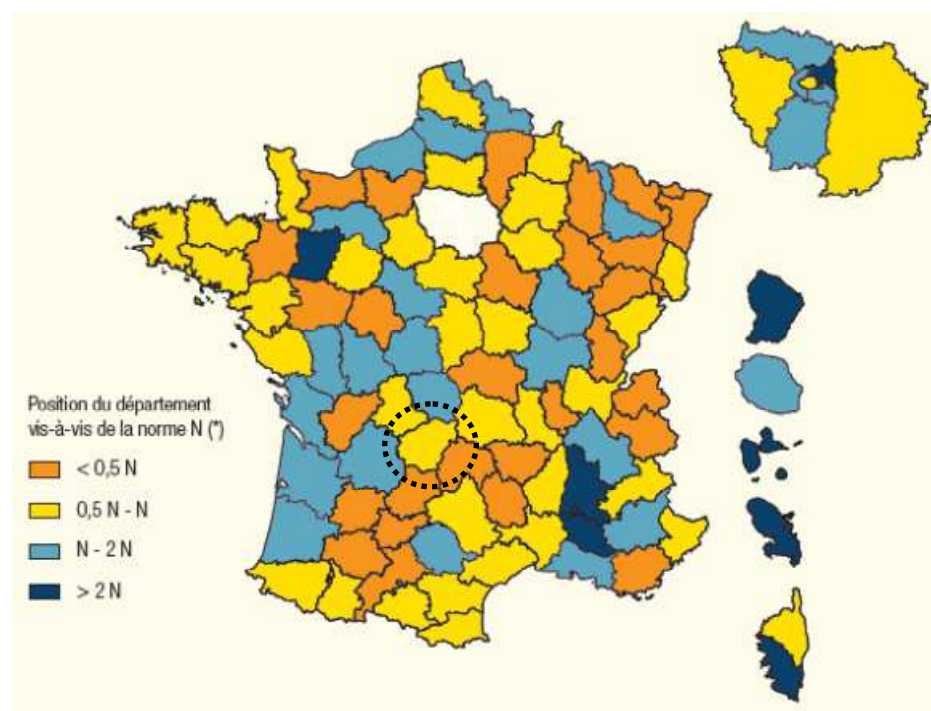 Position du département
vis-à-vis de la norme N (*)
< 0,5 N
0,5 N - N
N - 2 N
> 2 N